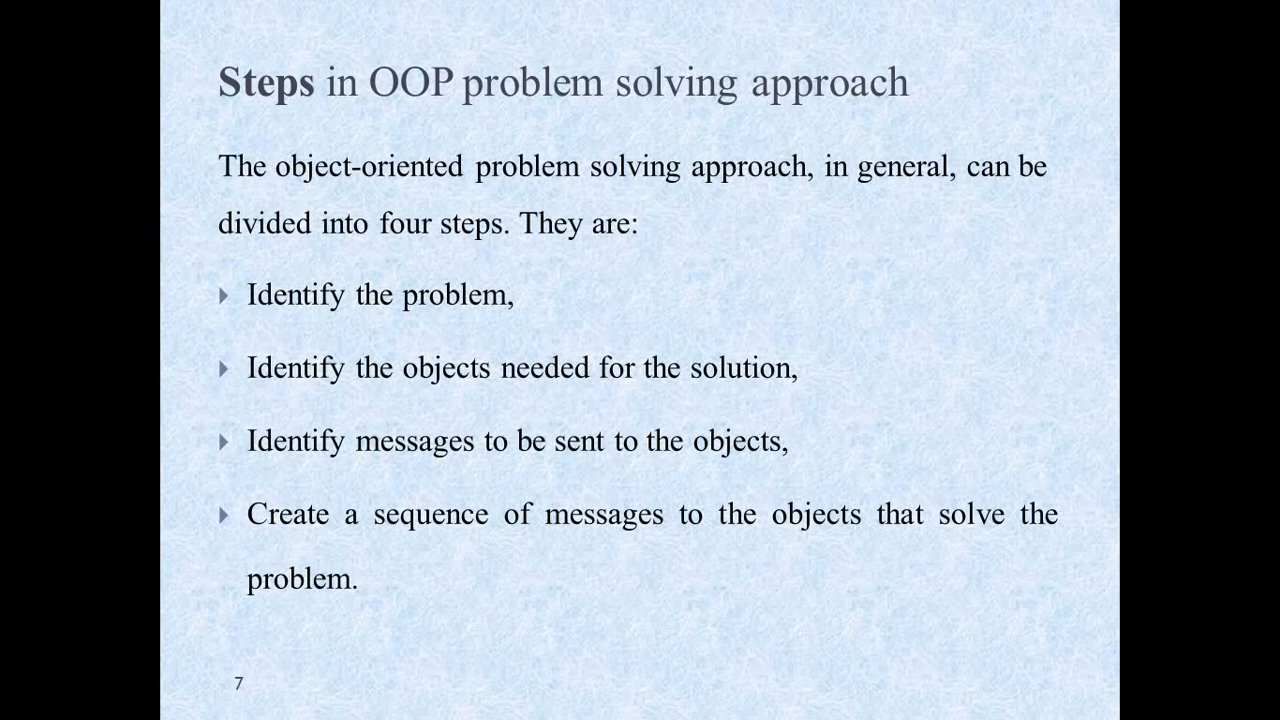 Steps in OOP problem solving approach
The object-oriented problem solving approach, in general, can be
divided into four steps. They are:
Identify the problem,
Identify the objects needed for the solution,
Identify messages to be sent to the objects,
Create a sequence of messages to the objects that solve the
problem.
7